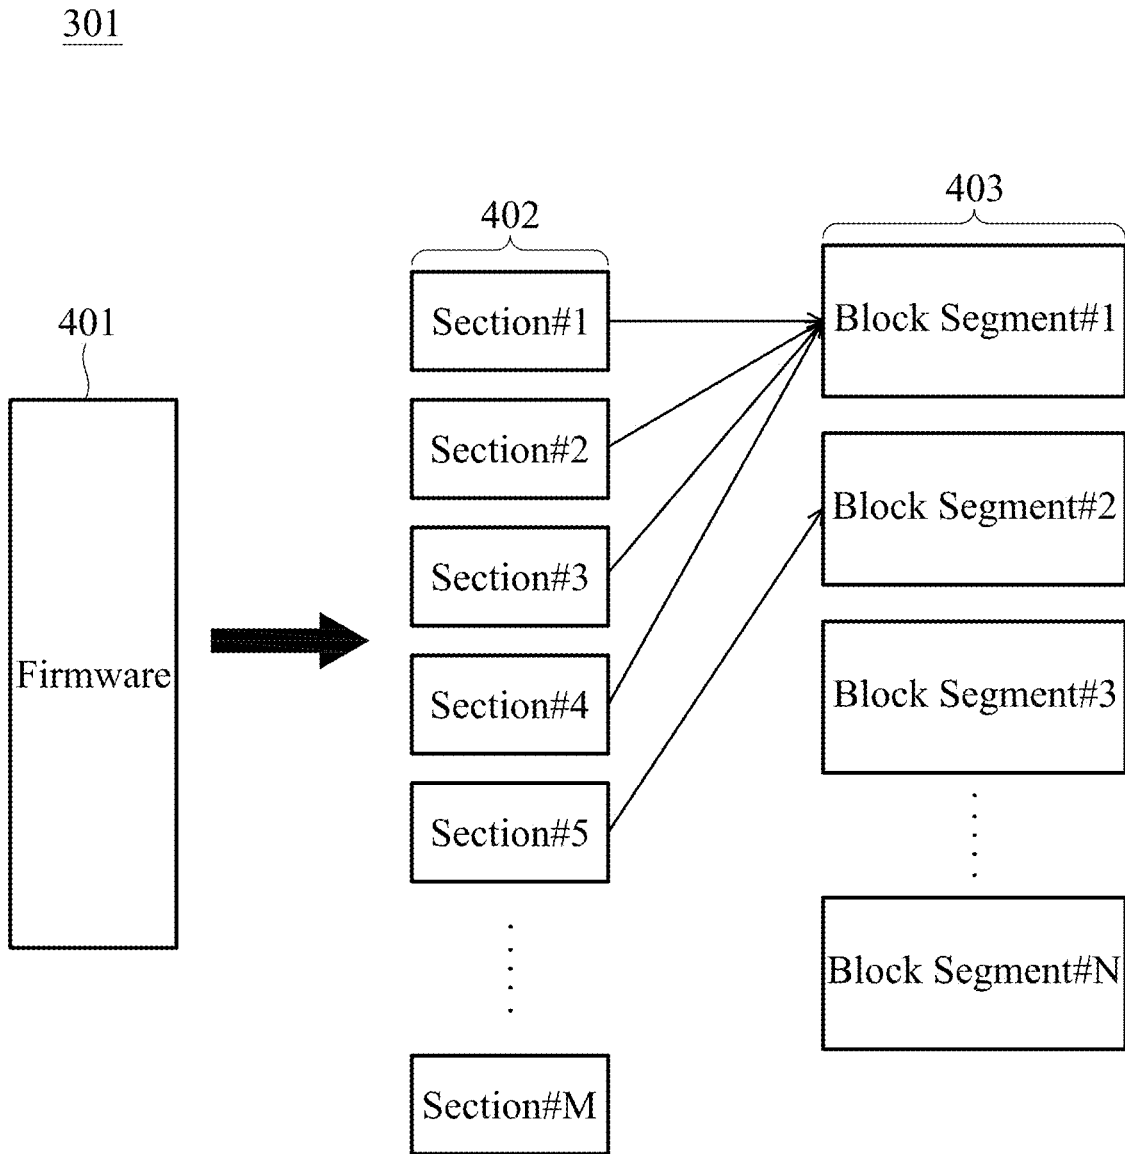 301
401
Firmware
402
Section#1
Section#2
Section#3
Section#4
Section#5
Section#M
403
Block Segment#1
Block Segment#2
Block Segment#3
Block Segment#N